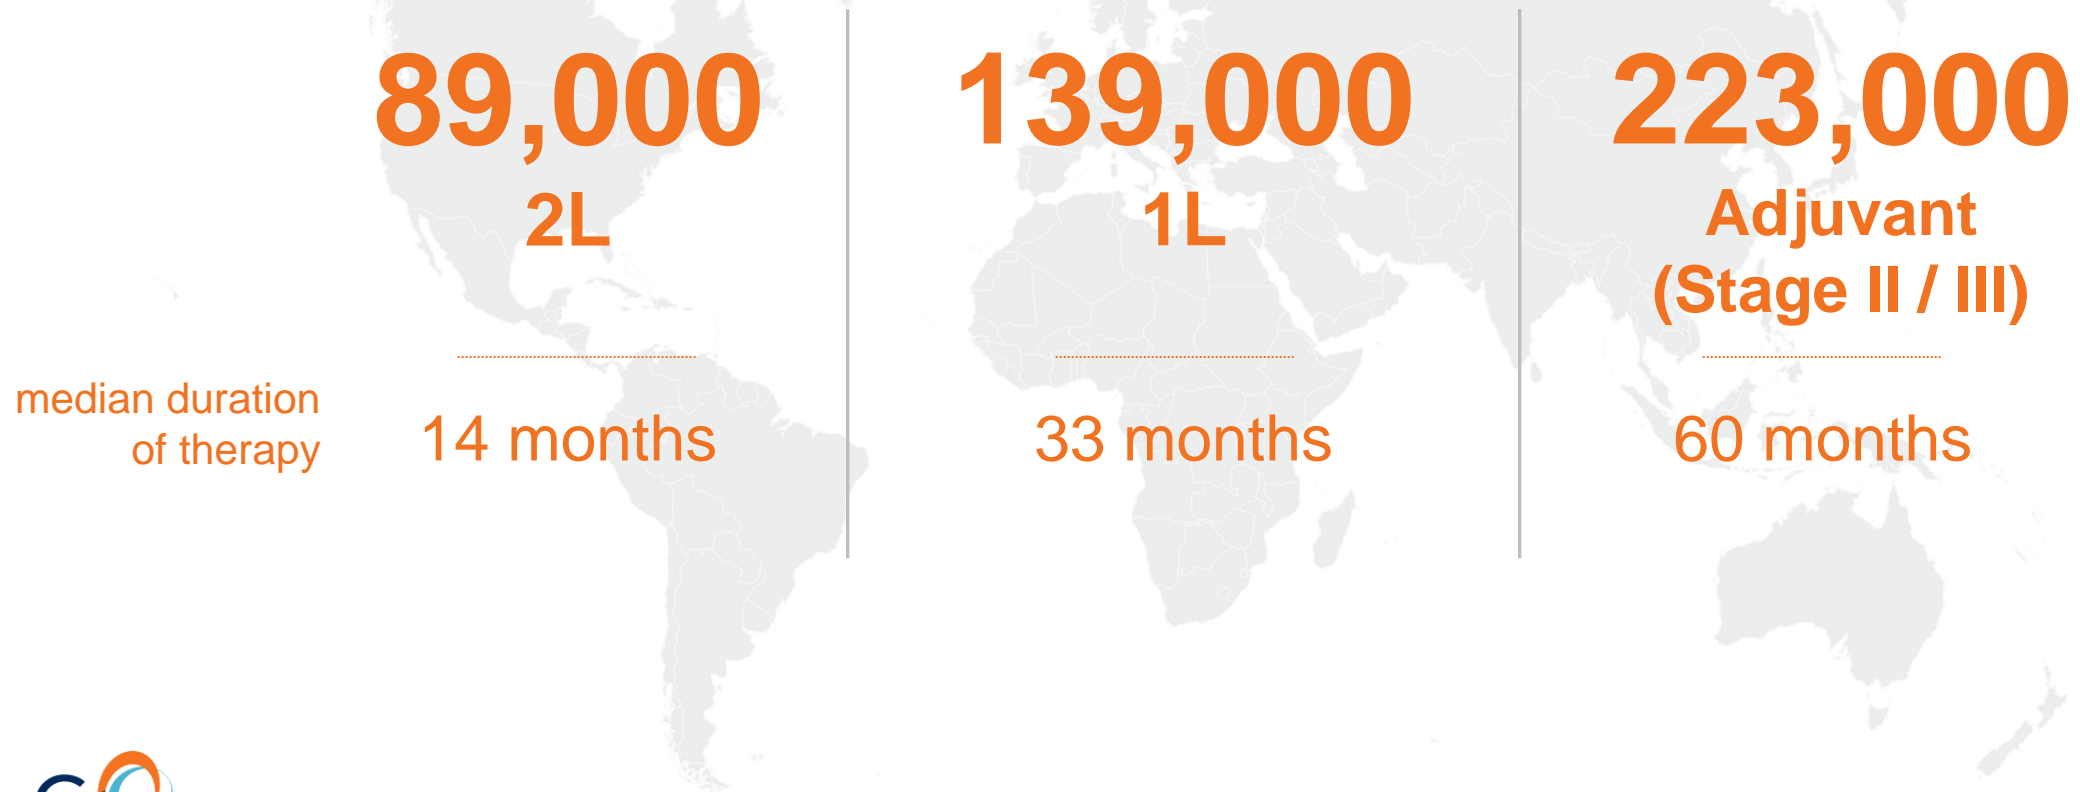 89,000
2L
139,000
1L
223,000
Adjuvant
(Stage II / III)
median duration
of therapy
14 months
33 months
60 months